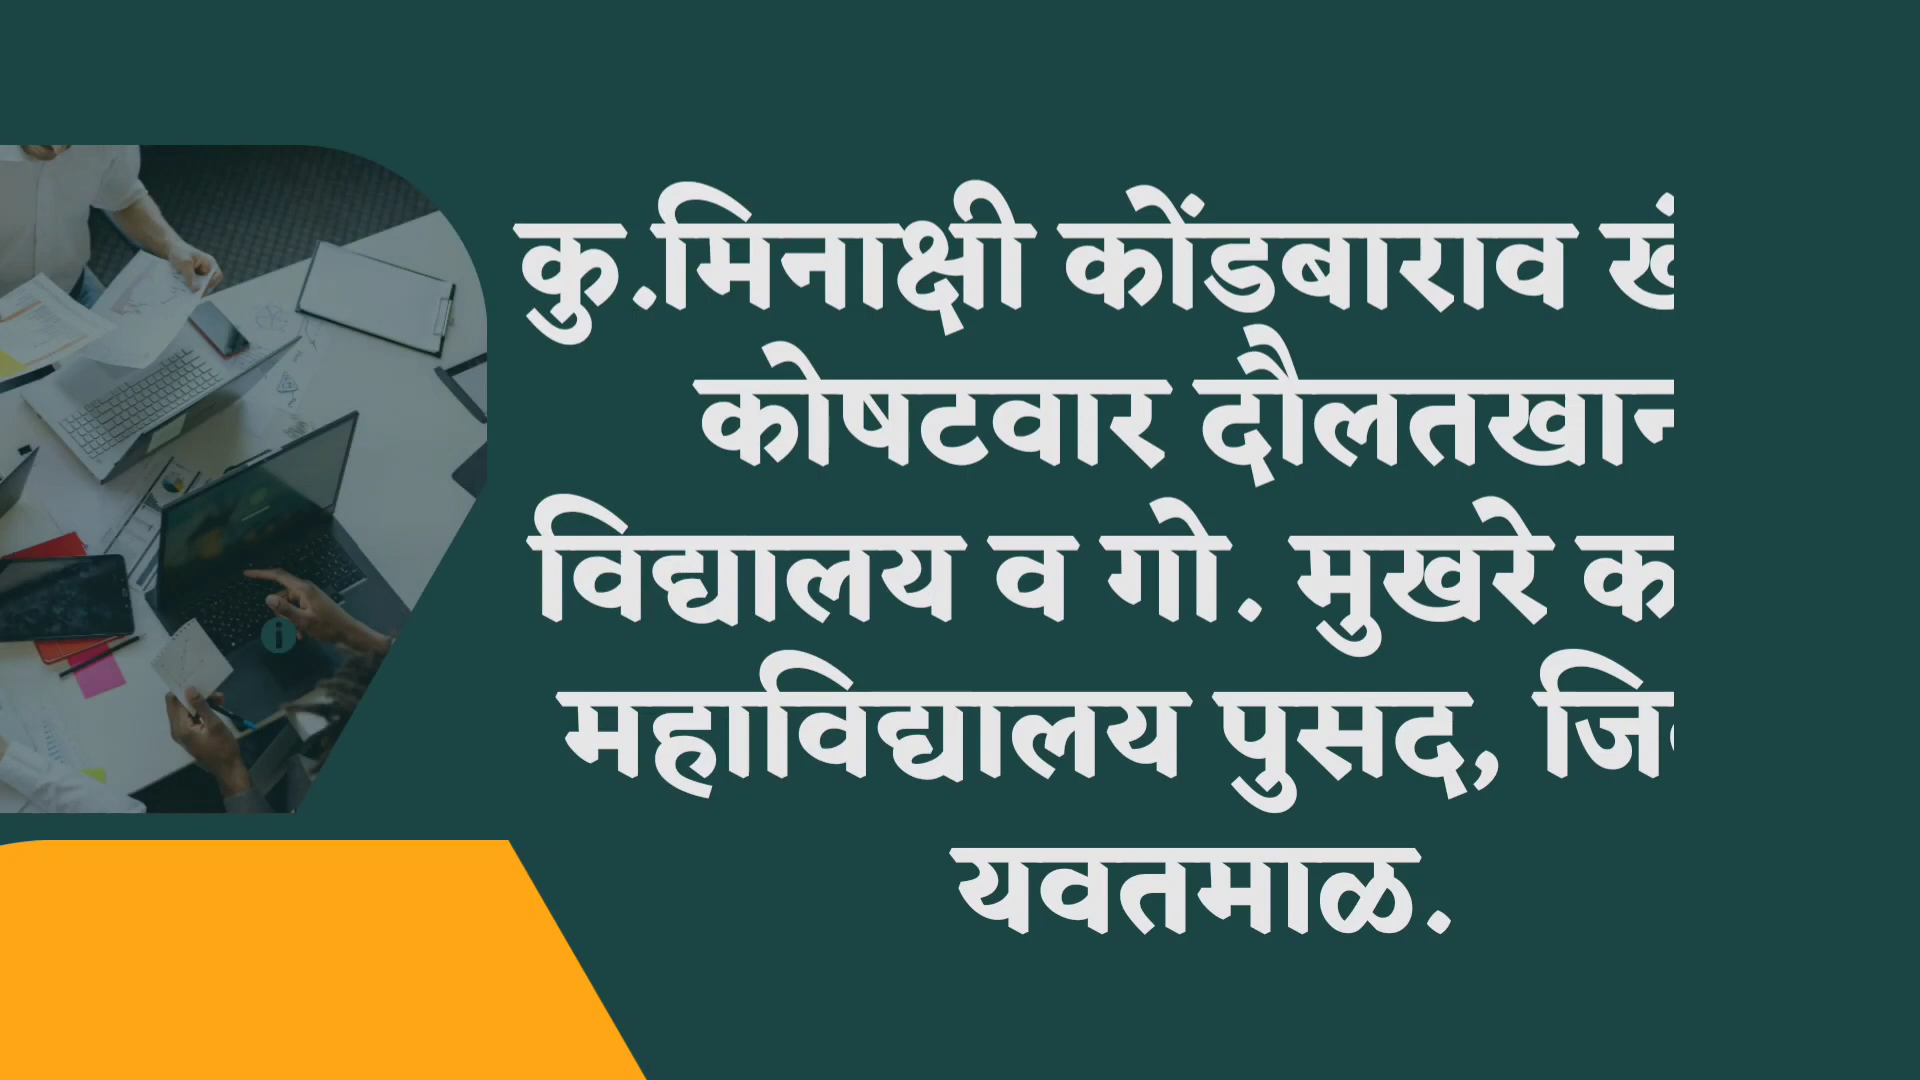 कु.मिनाक्षी कोंडबाराव
कोषटवार दौलतखान
विद्यालय व गो. मुखरे
महाविद्यालय पुसद,
यवतमाळ.